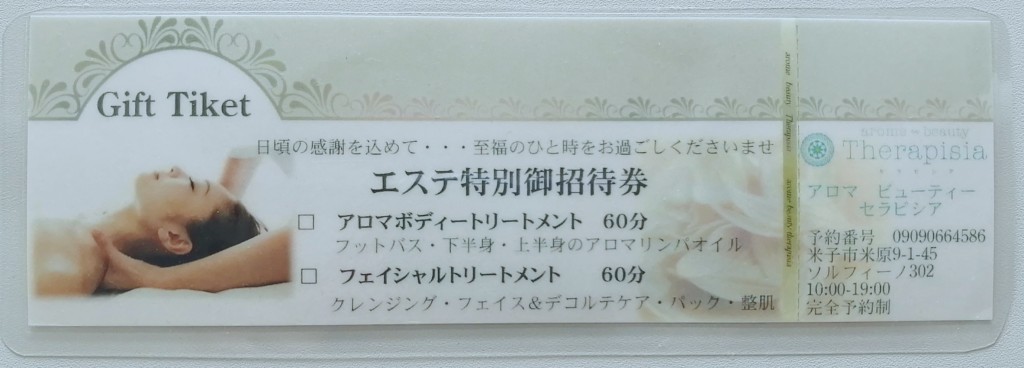 Gift Tiket
日頃の感謝を込めて・・・至福のひと時をお過ごしくださいませ
エステ特別御招待券
□ アロマボディートリートメント 60分
フットバス・下半身・上半身のアロマリンパオイル
□ フェイシャルトリートメント 60分
クレンジング・フェイス＆デコルテケア・パック・整肌
aroma beauty
Therapisia
セラピシア
アロマ ビューティー
セラピシア
予約番号 09090664586
米子市米原9-1-45
ソルフィーノ302
10:00-19:00
完全予約制